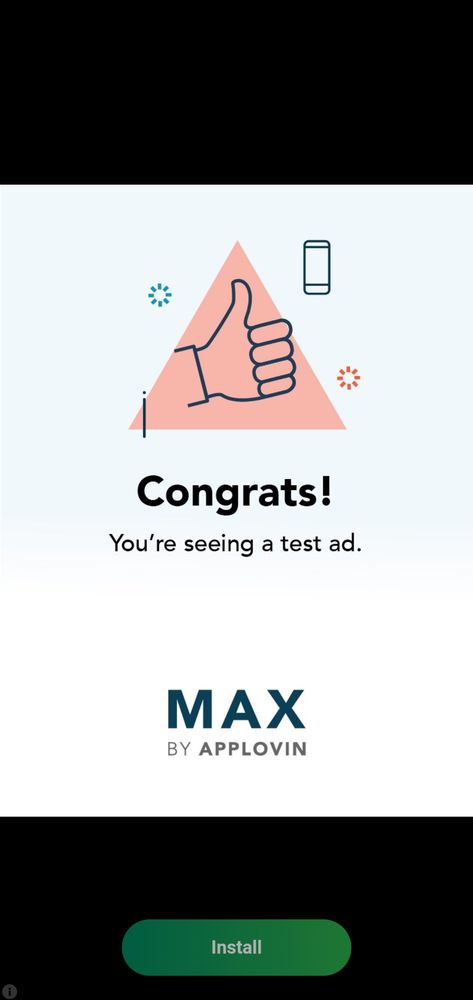 Congrats!
You’re seeing a test ad.
MAX
BY APPLOVIN
Install
i